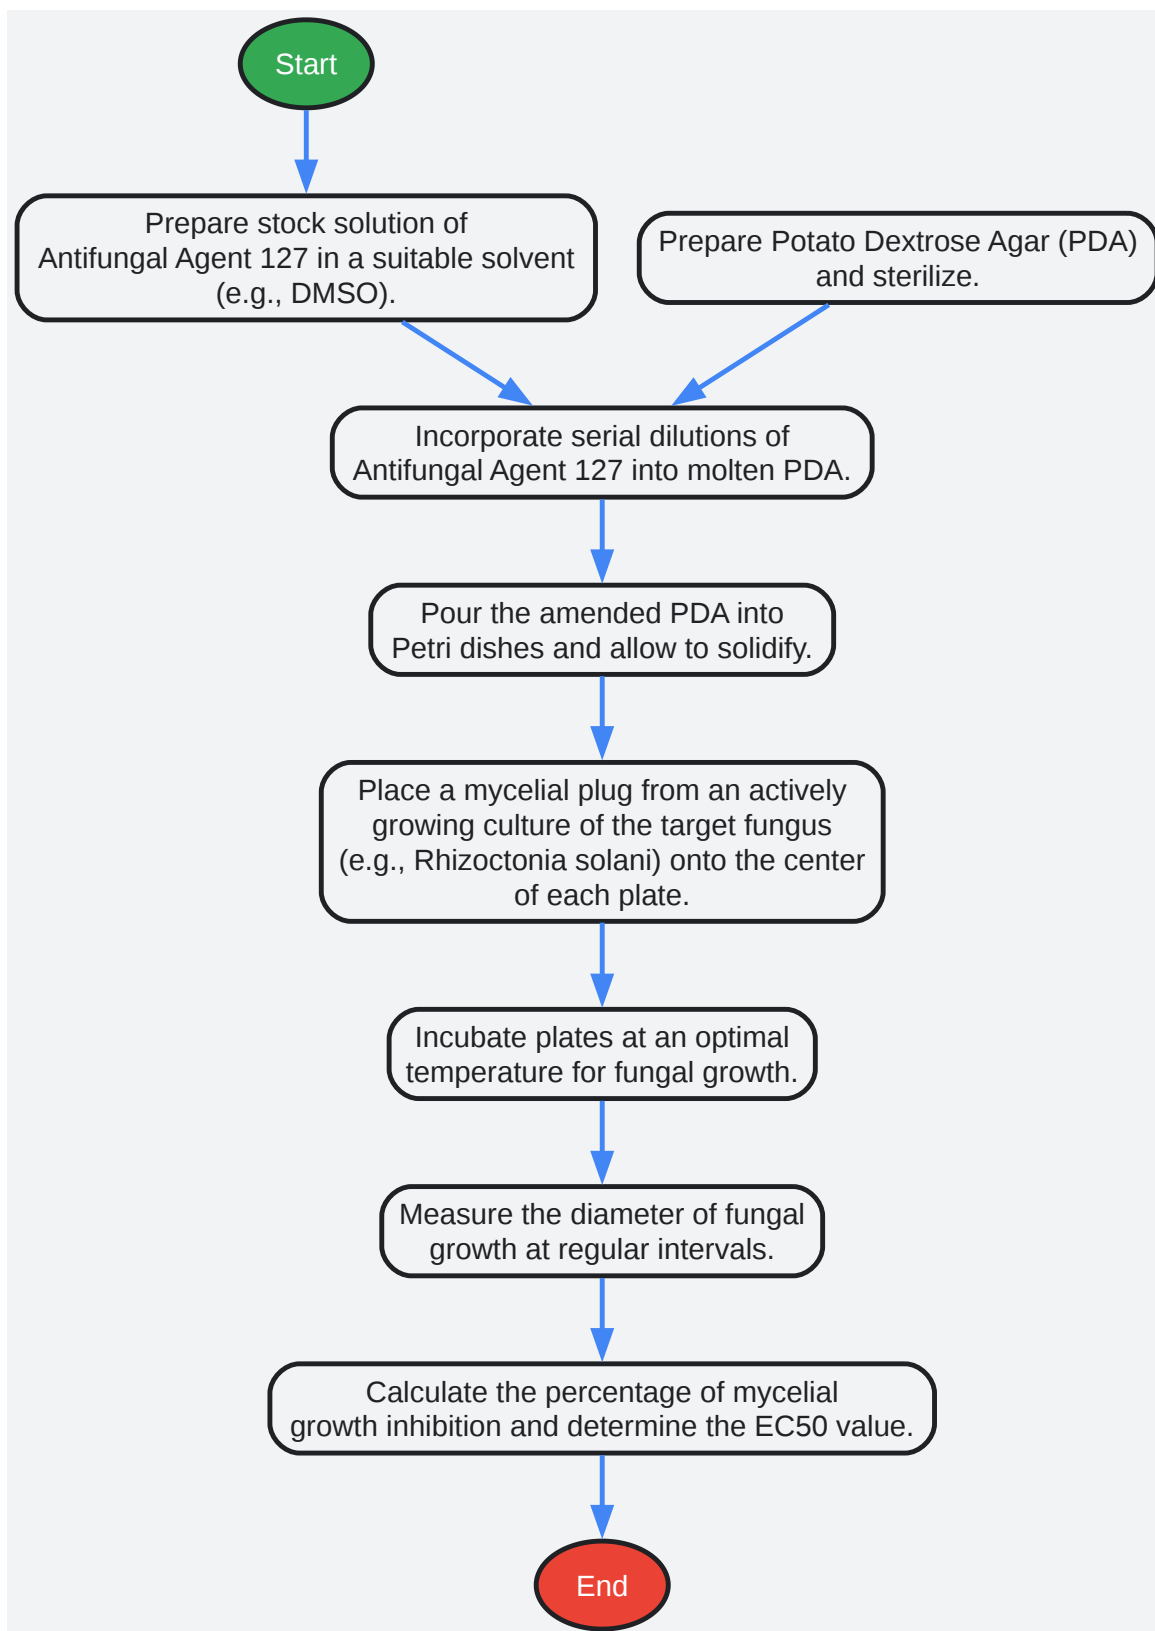 Start
Prepare stock solution of
Antifungal Agent 127 in a suitable solvent
(e.g., DMSO).
Prepare Potato Dextrose Agar (PDA)
and sterilize.
Incorporate serial dilutions of
Antifungal Agent 127 into molten PDA.
Pour the amended PDA into
Petri dishes and allow to solidify.
Place a mycelial plug from an actively
growing culture of the target fungus
(e.g., Rhizoctonia solani) onto the center
of each plate.
Incubate plates at an optimal
temperature for fungal growth.
Measure the diameter of fungal
growth at regular intervals.
Calculate the percentage of mycelial
growth inhibition and determine the EC50 value.
End